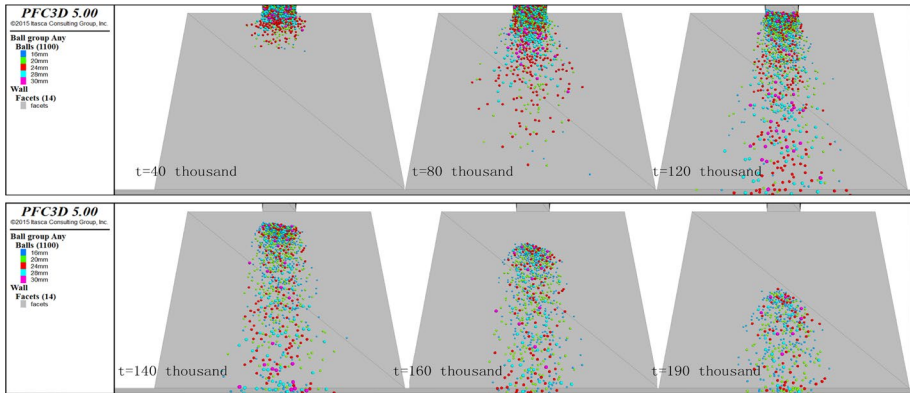 PFC3D 5.00
©2015 Itasca Consulting Group, Inc.
Ball group Any
Balls (1100)
16mm
20mm
24mm
28mm
30mm
Wall
Facets (14)
facets
t=40 thousand
t=80 thousand
t=120 thousand
PFC3D 5.00
©2015 Itasca Consulting Group, Inc.
Ball group Any
Balls (1100)
16mm
20mm
24mm
28mm
30mm
Wall
Facets (14)
facets
t=140 thousand
t=160 thousand
t=190 thousand